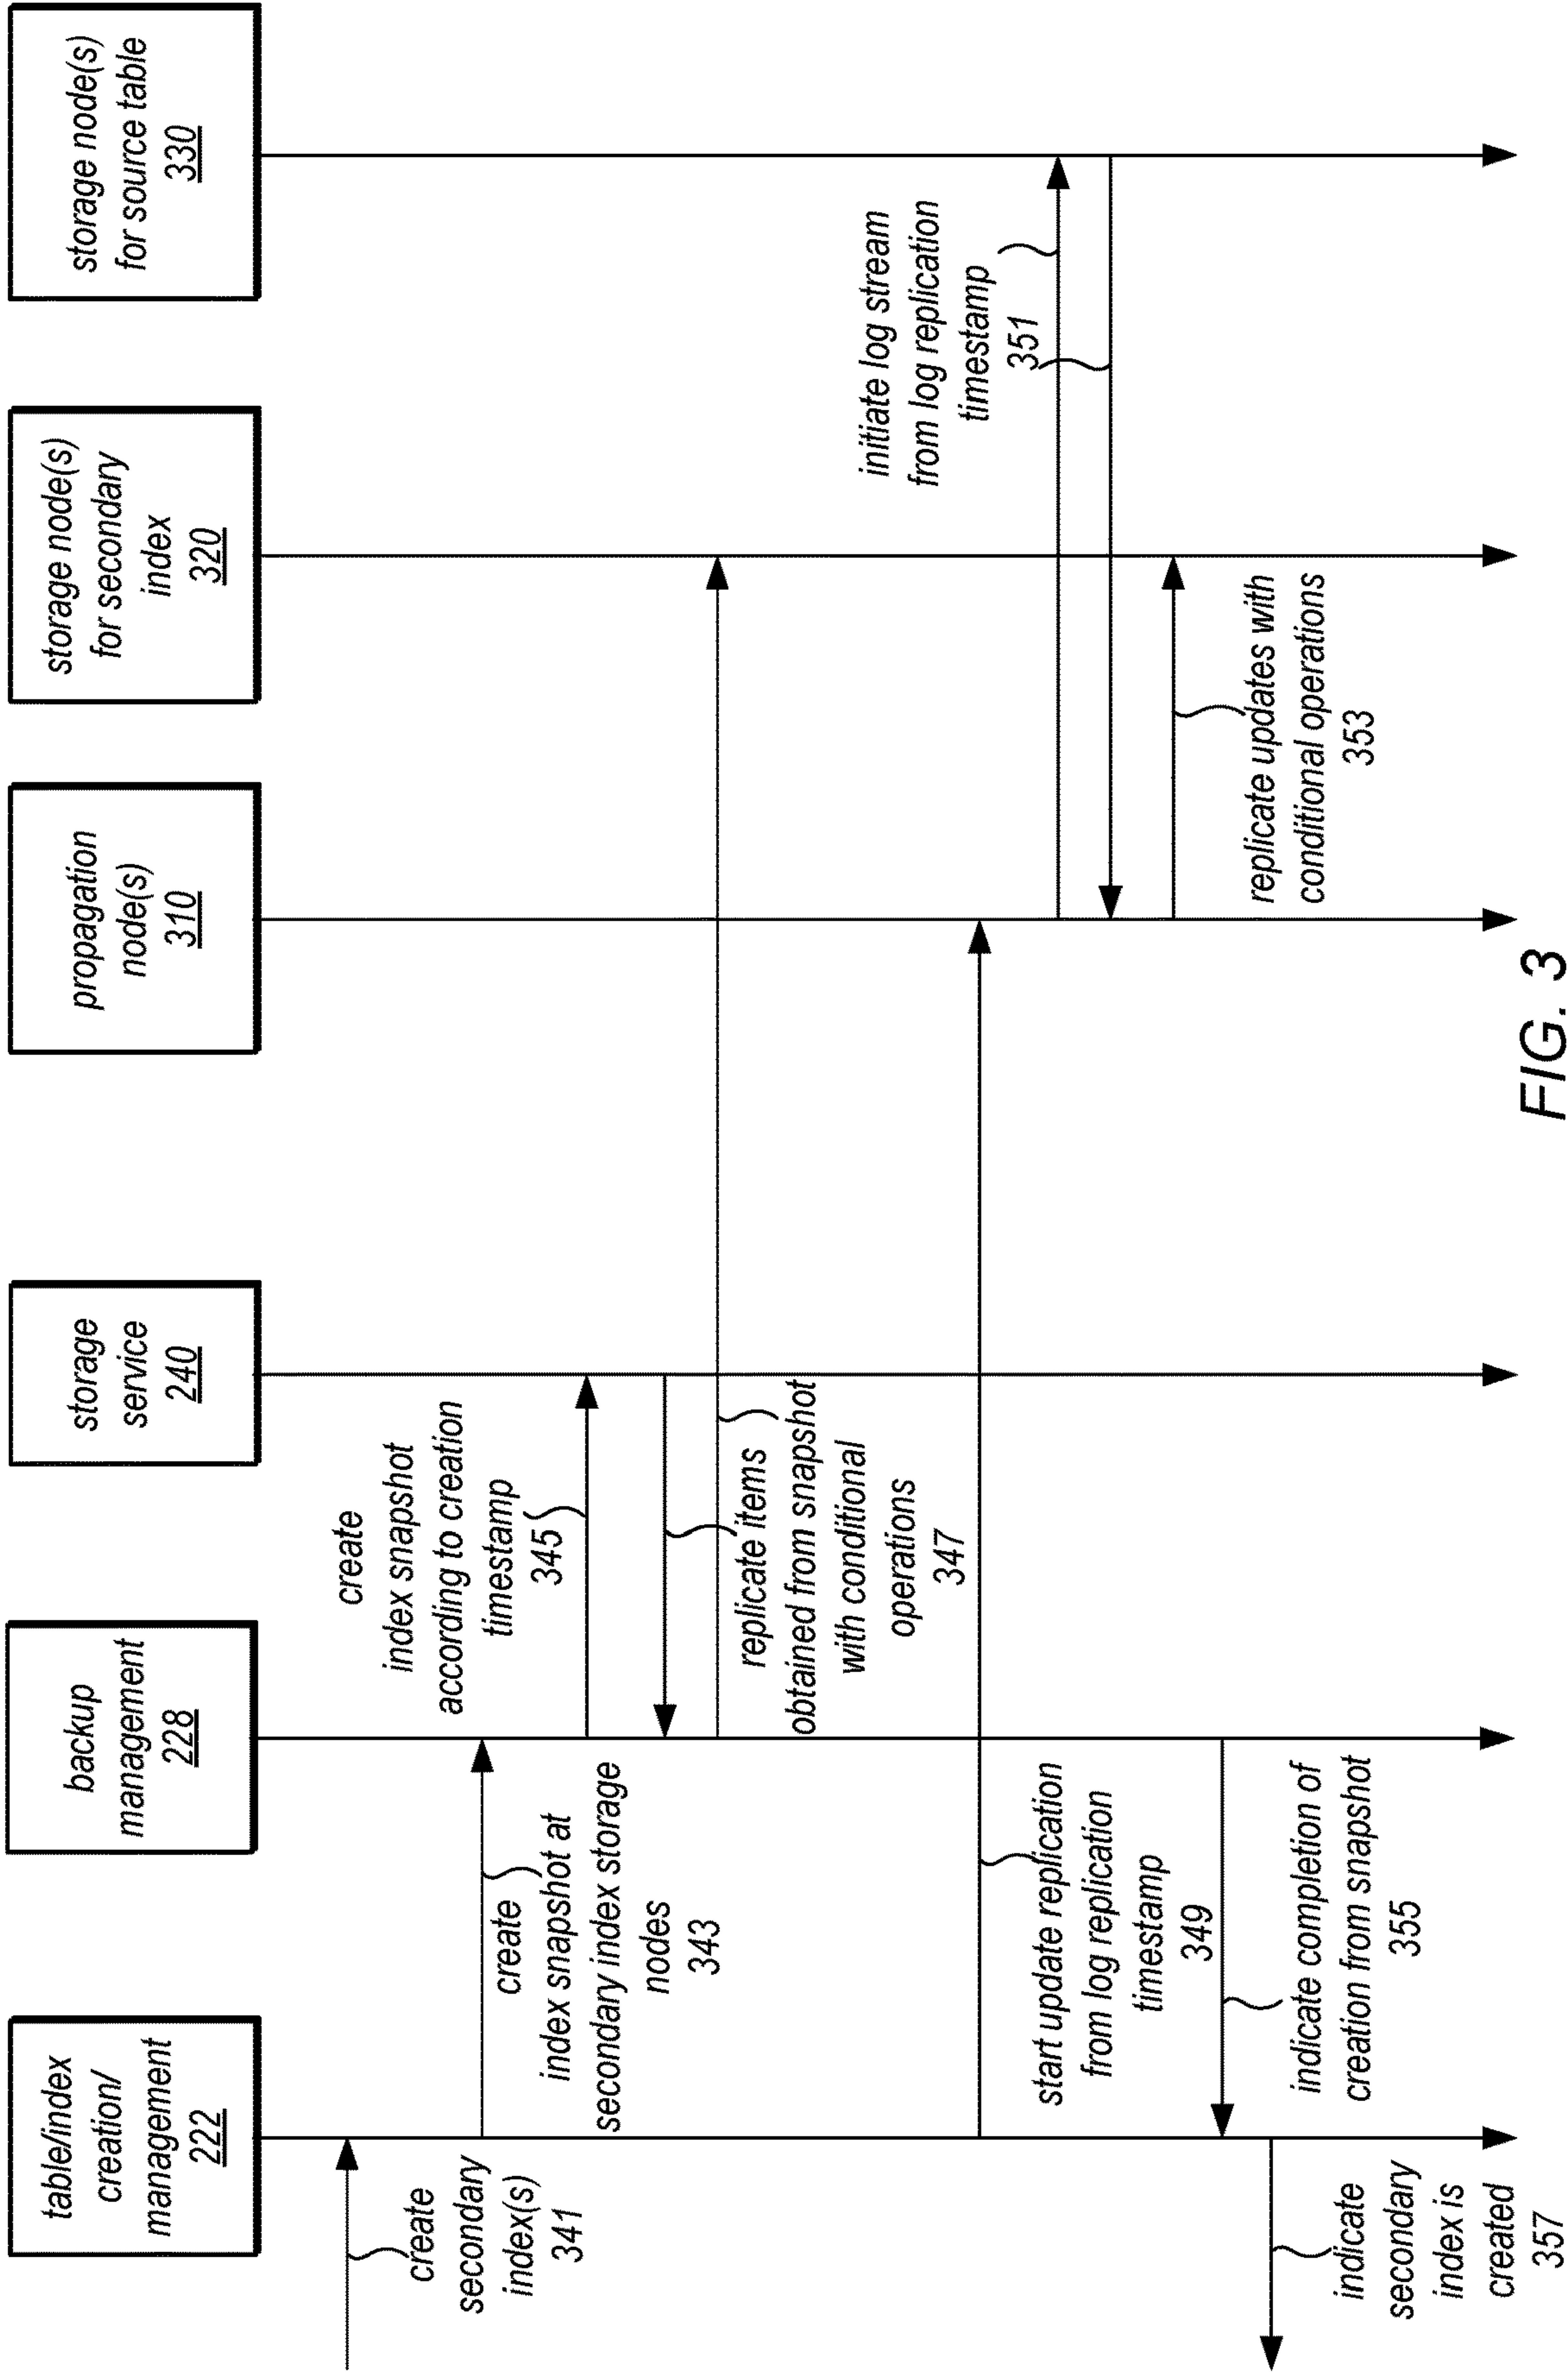 table/index
creation/
management
222
backup
management
228
storage
service
240
propagation
node(s)
310
storage node(s)
for secondary
index
320
storage node(s)
for source table
330
create
secondary
index(s)
341
create
index snapshot at
secondary index storage
nodes
343
create
index snapshot
according to creation
timestamp
345
replicate items
obtained from snapshot
with conditional
operations
347
start update replication
from log replication
timestamp
349
initiate log stream
from log replication
timestamp
351
replicate updates with
conditional operations
353
indicate completion of
creation from snapshot
355
indicate
secondary
index is
created
357
FIG. 3